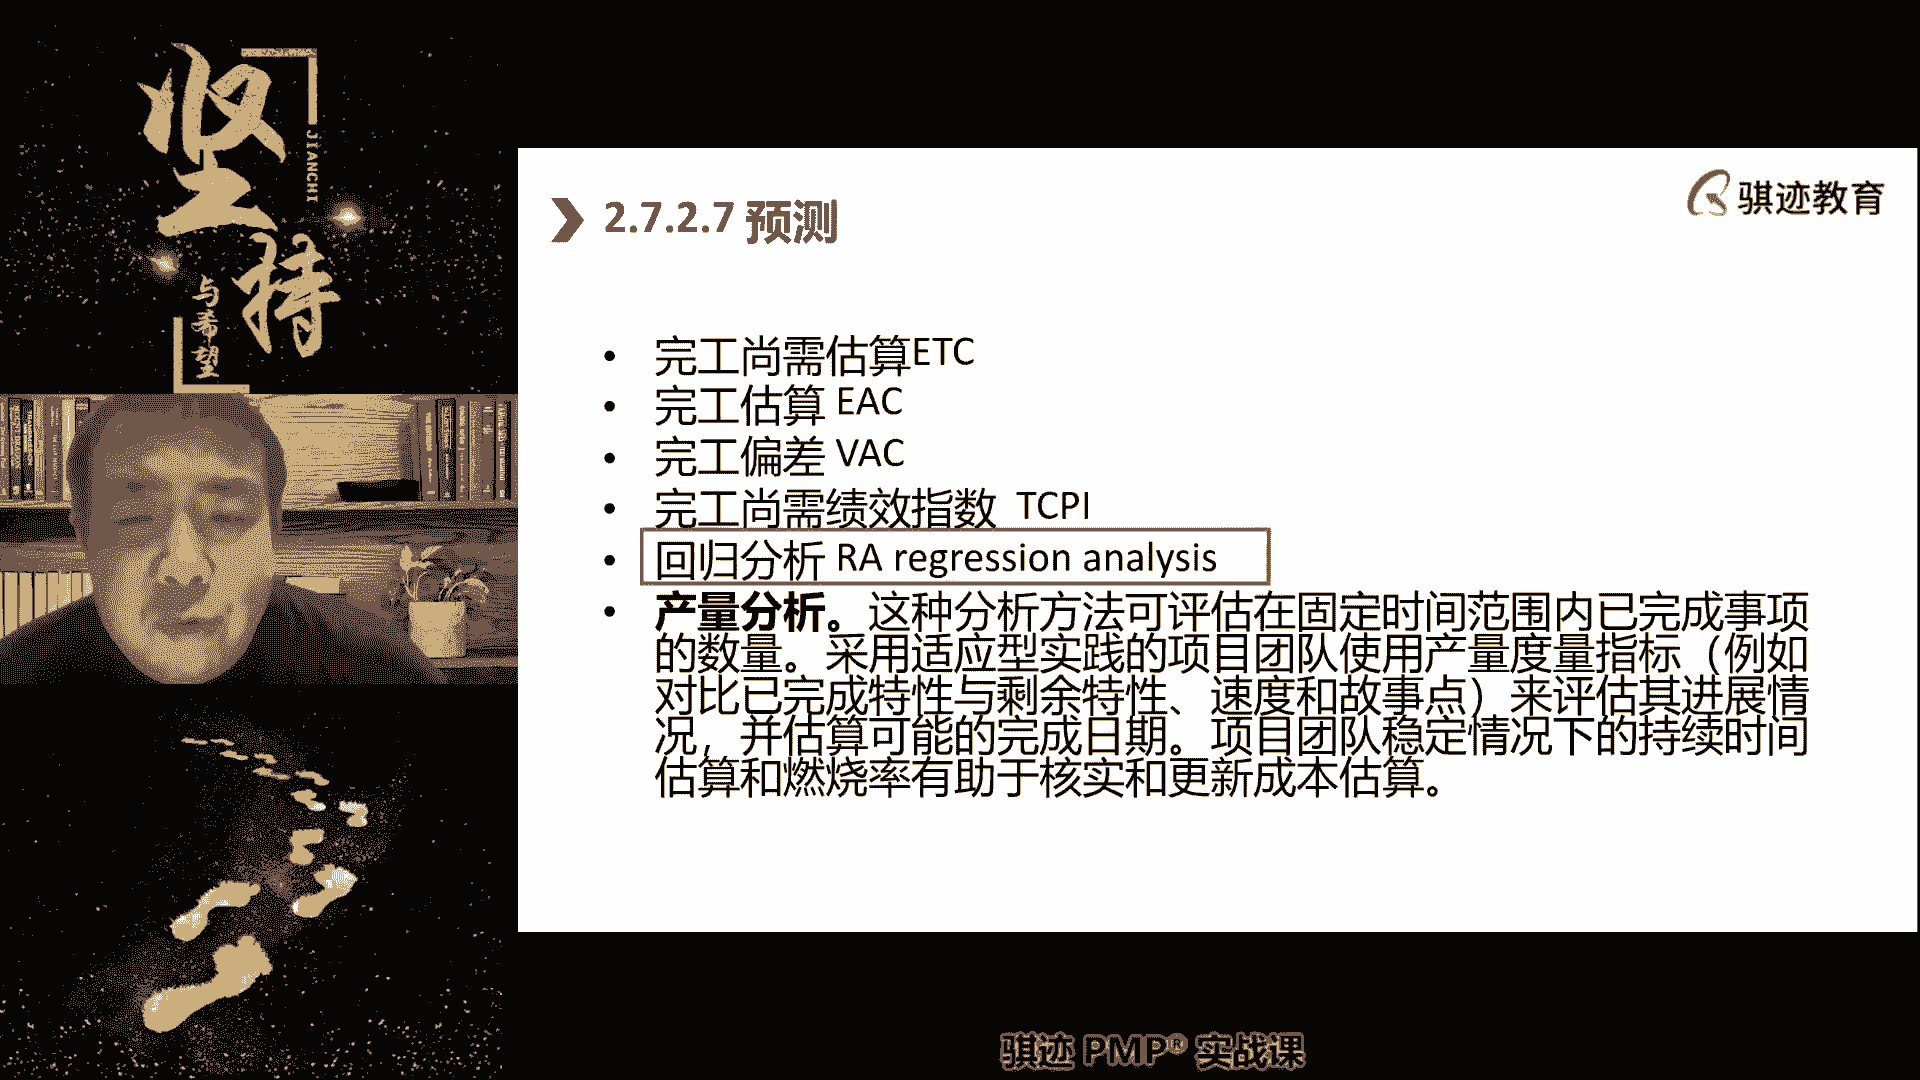 坚持
JIANCHI
与希望
骐迹教育
2.7.2.7 预测
• 完工尚需估算ETC
• 完工估算 EAC
• 完工偏差 VAC
• 完工尚需绩效指数 TCPI
• 回归分析 RA regression analysis
• 产量分析。这种分析方法可评估在固定时间范围内已完成事项
的数量。采用适应型实践的项目团队使用产量度量指标（例如
对比已完成特性与剩余特性、速度和故事点）来评估其进展情
况，并估算可能的完成日期。项目团队稳定情况下的持续时间
估算和燃烧率有助于核实和更新成本估算。
骐迹 PMP® 实战课